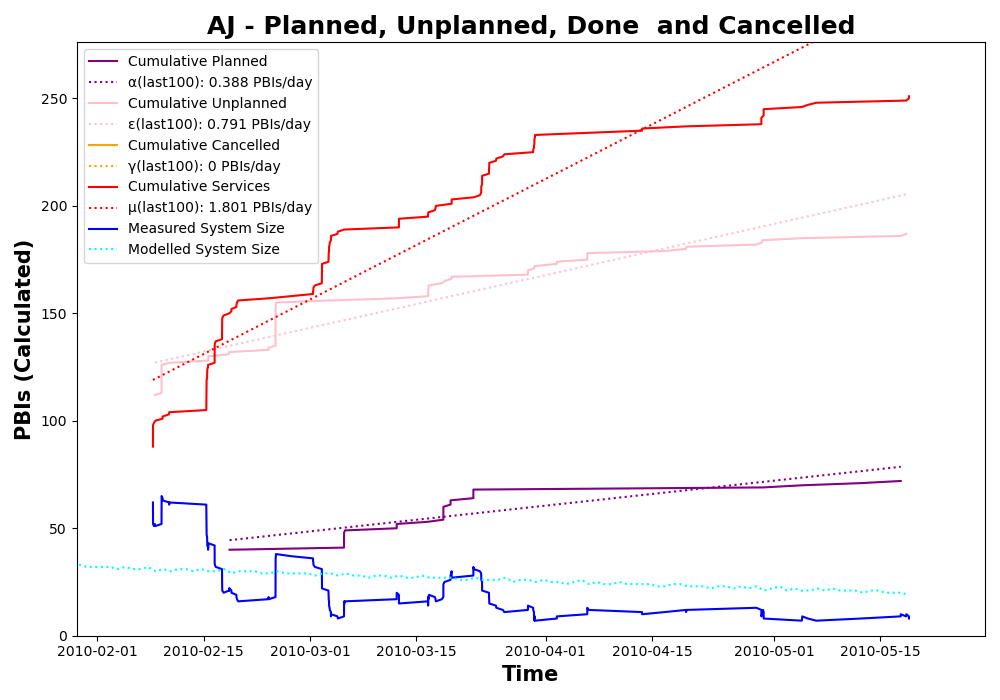 AJ - Planned, Unplanned, Done  and Cancelled
Cumulative Planned
α(last100): 0.388 PBIs/day
Cumulative Unplanned
ε(last100): 0.791 PBIs/day
Cumulative Cancelled
γ(last100): 0 PBIs/day
Cumulative Services
μ(last100): 1.801 PBIs/day
Measured System Size
Modelled System Size
PBIs (Calculated)
250
200
150
100
50
0
2010-02-01 2010-02-15 2010-03-01 2010-03-15 2010-04-01 2010-04-15 2010-05-01 2010-05-15
Time